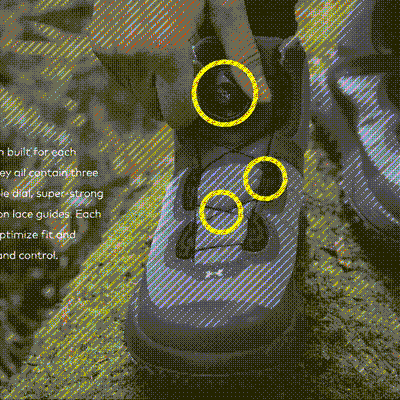 n built for each
ey all contain three
le dial, super-strong
on lace guides. Each
ptimize fit and
and control.